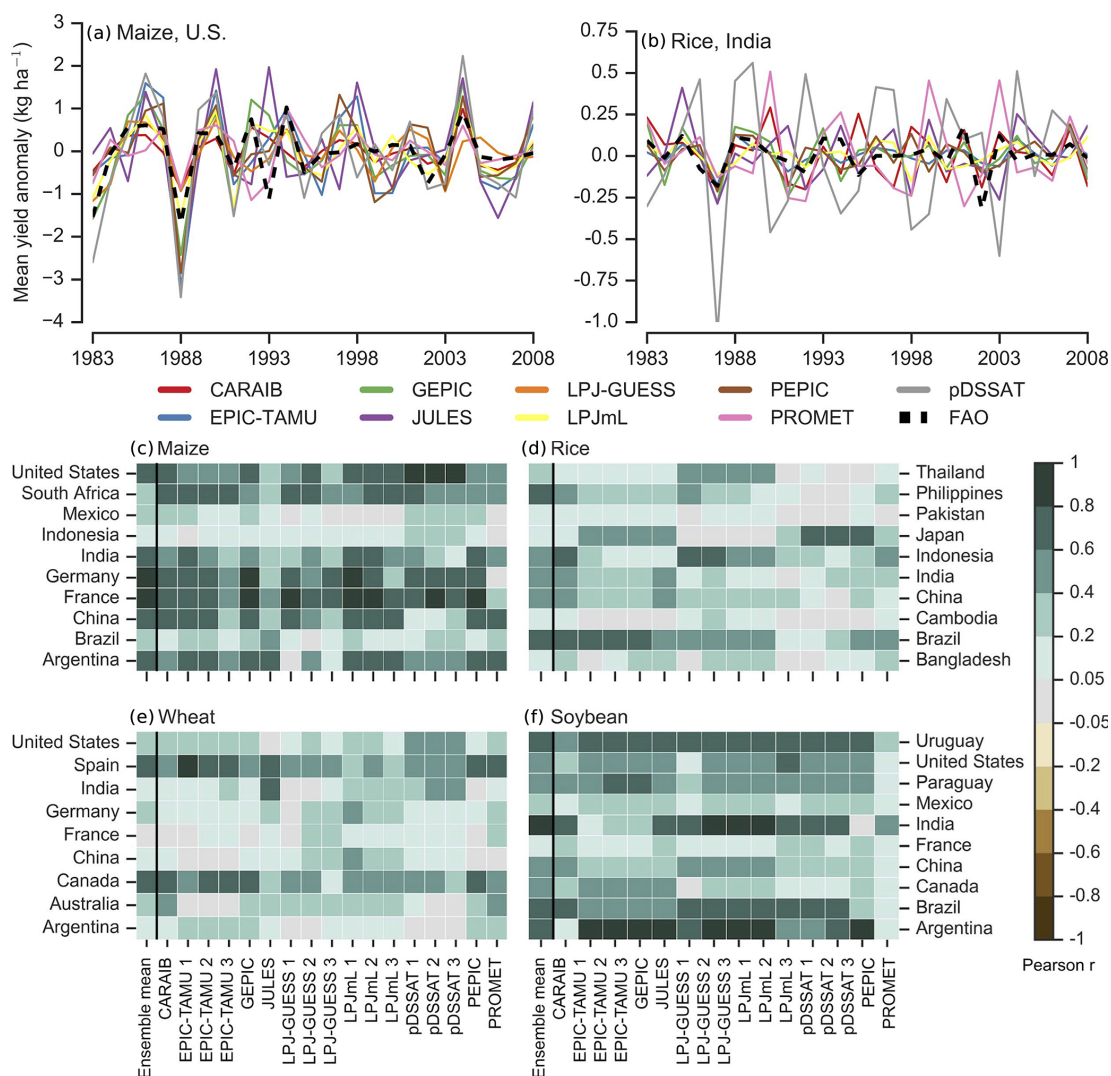 (a) Maize, U.S.
(b) Rice, India
Mean yield anomaly (kg ha−1)
3
2
1
0
−1
−2
−3
−4
0.75
0.50
0.25
0.0
-0.25
-0.50
-0.75
-1.0
1983 1988 1993 1998 2003 2008
1983 1988 1993 1998 2003 2008
CARAIB GEPIC LPJ-GUESS PEPIC pDSSAT
EPIC-TAMU JULES LPJmL PROMET FAO
(c) Maize
United States
South Africa
Mexico
Indonesia
India
Germany
France
China
Brazil
Argentina
(d) Rice
Thailand
Philippines
Pakistan
Japan
Indonesia
India
China
Cambodia
Brazil
Bangladesh
(e) Wheat
United States
Spain
India
Germany
France
China
Canada
Australia
Argentina
(f) Soybean
Uruguay
United States
Paraguay
Mexico
India
France
China
Canada
Brazil
Argentina
1
0.8
0.6
0.4
0.2
0.05
-0.05
-0.2
-0.4
-0.6
-0.8
-1
Pearson r
Ensemble mean
CARAIB
EPIC-TAMU 1
EPIC-TAMU 2
EPIC-TAMU 3
GEPIC
JULES
LPJ-GUESS 1
LPJ-GUESS 2
LPJ-GUESS 3
LPJmL 1
LPJmL 2
LPJmL 3
pDSSAT 1
pDSSAT 2
pDSSAT 3
PEPIC
PROMET
Ensemble mean
CARAIB
EPIC-TAMU 1
EPIC-TAMU 2
EPIC-TAMU 3
GEPIC
JULES
LPJ-GUESS 1
LPJ-GUESS 2
LPJ-GUESS 3
LPJmL 1
LPJmL 2
LPJmL 3
pDSSAT 1
pDSSAT 2
pDSSAT 3
PEPIC
PROMET